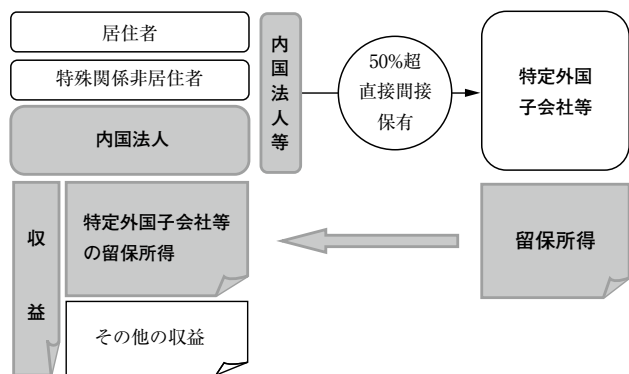 居住者
特殊関係非居住者
内国法人
内国法人等
50%超
直接間接
保有
特定外国
子会社等
収益
特定外国子会社等
の留保所得
その他の収益
留保所得